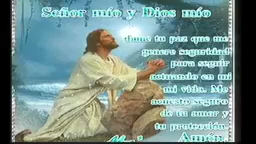 Señor mío y Dios mío
dame tu paz que me
genere seguridad
para seguir
actuando en mi
mi vida. Me
acuesto seguro
de tu amor y
tu protección.
Amén.